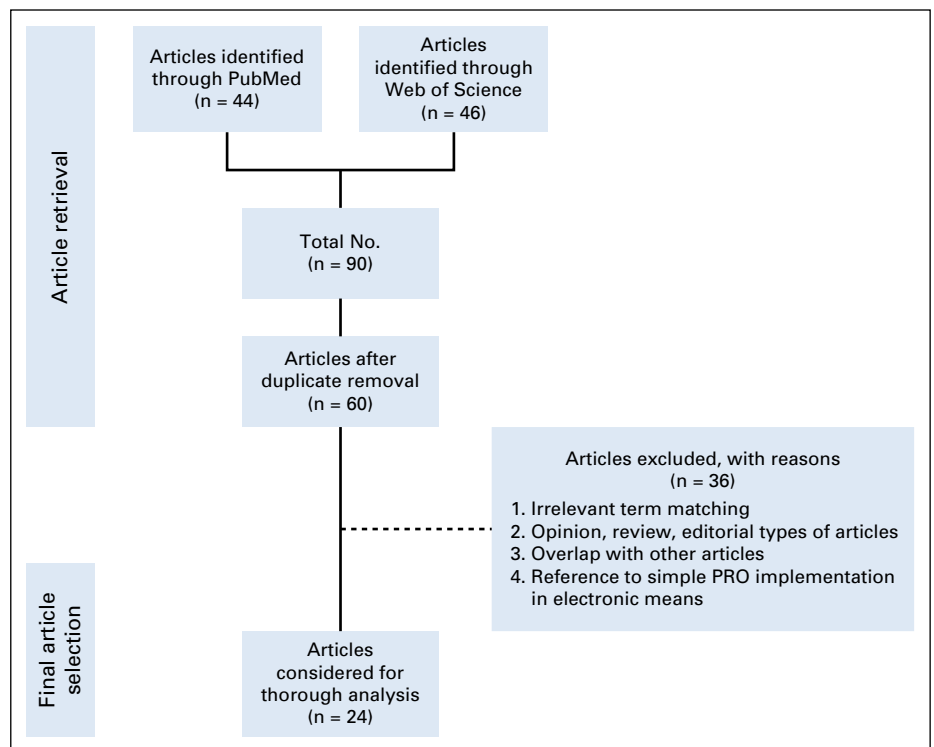 Article retrieval
Articles identified
through PubMed
(n = 44)
Articles
identified through
Web of Science
(n = 46)
Total No.
(n = 90)
Articles after
duplicate removal
(n = 60)
Articles excluded, with reasons
(n = 36)
1. Irrelevant term matching
2. Opinion, review, editorial types of articles
3. Overlap with other articles
4. Reference to simple PRO implementation
in electronic means
Final article
selection
Articles
considered for
thorough analysis
(n = 24)